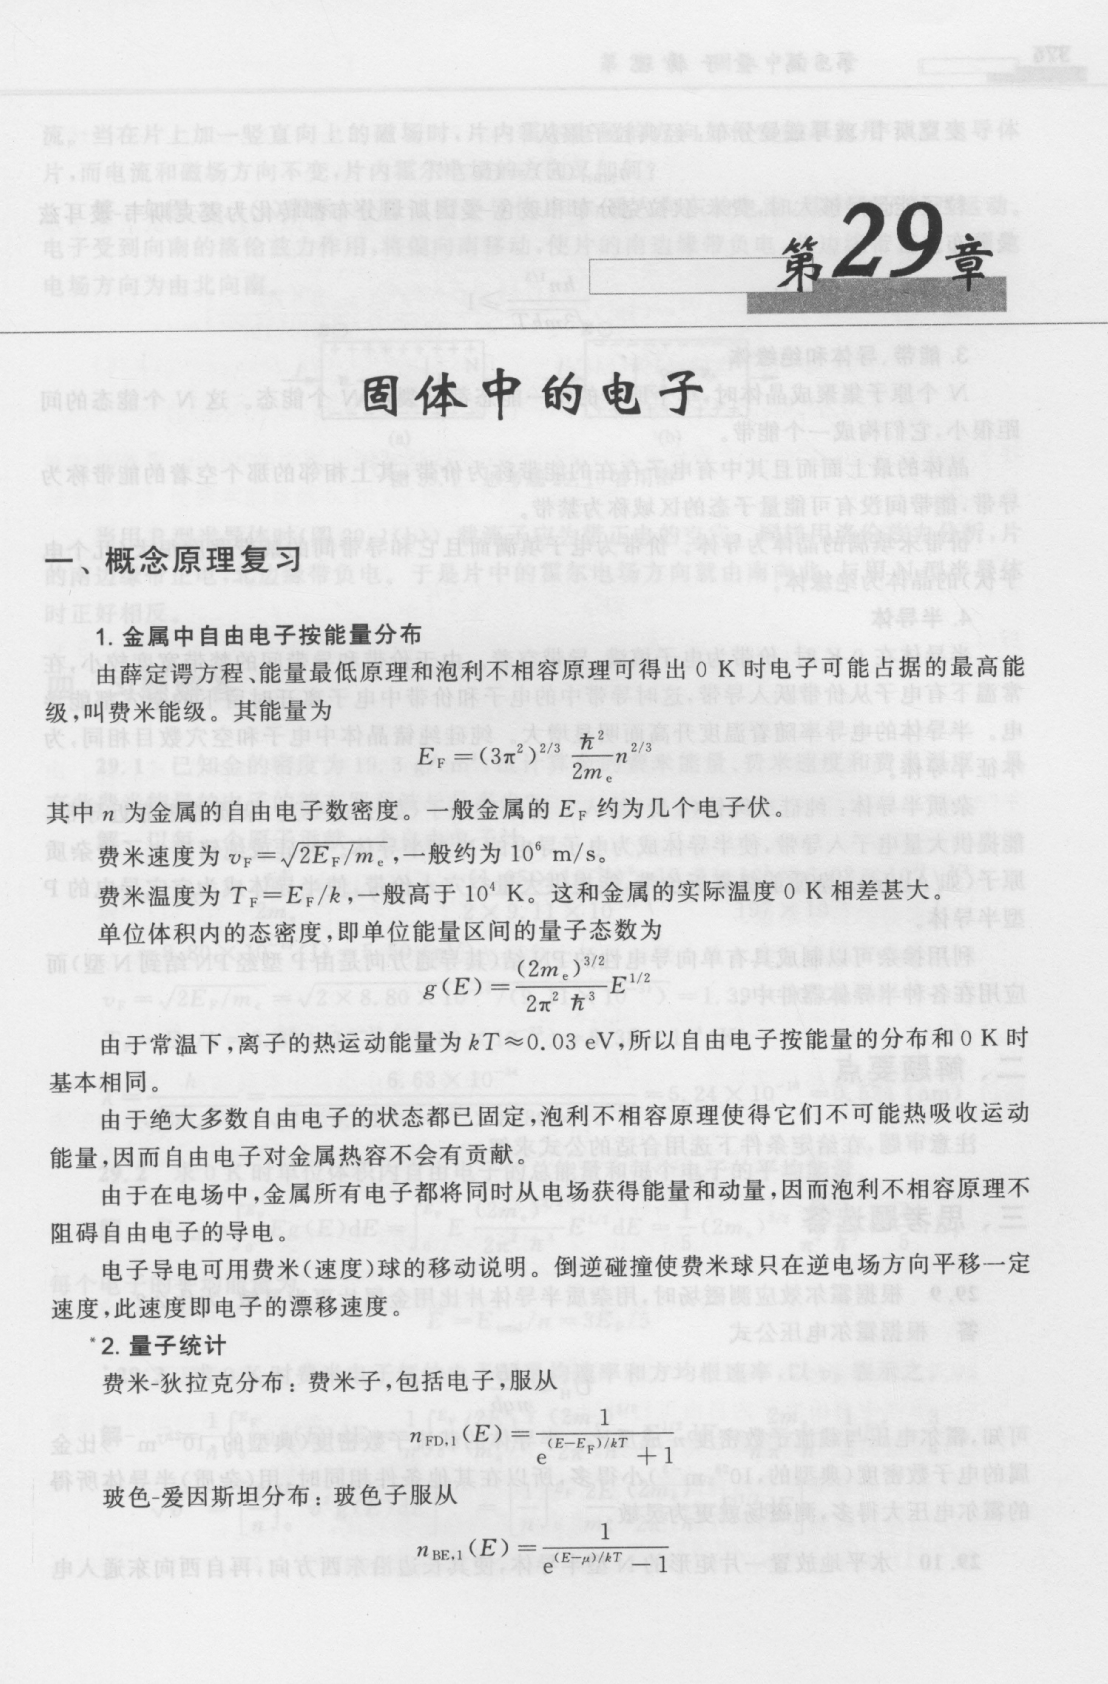 第29章
固体中的电子
一、概念原理复习
1. 金属中自由电子按能量分布
由薛定谔方程、能量最低原理和泡利不相容原理可得出 0 K 时电子可能占据的最高能
级,叫费米能级。其能量为
E_F = (3π²)^{2/3} \frac{ħ²}{2m_e} n^{2/3}
其中 n 为金属的自由电子数密度。一般金属的 E_F 约为几个电子伏。
费米速度为 v_F = \sqrt{2E_F/m_e},一般约为 10⁶ m/s。
费米温度为 T_F = E_F/k,一般高于 10⁴ K。这和金属的实际温度 0 K 相差甚大。
单位体积内的态密度,即单位能量区间的量子态数为
g(E) = \frac{(2m_e)^{3/2}}{2π²ħ³} E^{1/2}
由于常温下,离子的热运动能量为 kT≈0.03 eV,所以自由电子按能量的分布和 0 K 时
基本相同。
由于绝大多数自由电子的状态都已固定,泡利不相容原理使得它们不可能热吸收运动
能量,因而自由电子对金属热容不会有贡献。
由于在电场中,金属所有电子都将同时从电场获得能量和动量,因而泡利不相容原理不
阻碍自由电子的导电。
电子导电可用费米(速度)球的移动说明。倒逆碰撞使费米球只在逆电场方向平移一定
速度,此速度即电子的漂移速度。
*2. 量子统计
费米-狄拉克分布：费米子,包括电子,服从
n_{FD,1}(E) = \frac{1}{e^{(E-E_F)/kT}+1}
玻色-爱因斯坦分布：玻色子服从
n_{BE,1}(E) = \frac{1}{e^{(E-μ)/kT}-1}